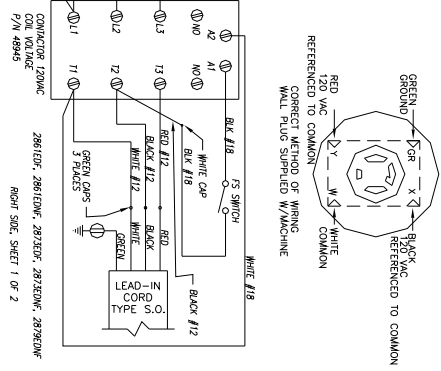 GREEN
GROUND
BLACK
120 VAC
REFERENCED TO COMMON
GR
X
Y
W
RED
120 VAC
REFERENCED TO COMMON
WHITE
COMMON
CORRECT METHOD OF WIRING
WALL PLUG SUPPLIED W/MACHINE
L1
L2
L3
NO
A2
T1
T2
T3
NO
A1
CONTACTOR 120VAC
COIL VOLTAGE
P/N 48945
BLK #18
FS SWITCH
WHITE CAP
BLK #18
WHITE #18
RED #12
BLACK #12
WHITE #12
BLACK #12
GREEN CAPS
3 PLACES
RED
BLACK
WHITE
GREEN
LEAD-IN
CORD
TYPE S.O.
2861EDF, 2861EDNF, 2873EDF, 2873EDNF, 2879EDNF
RIGHT SIDE, SHEET 1 OF 2